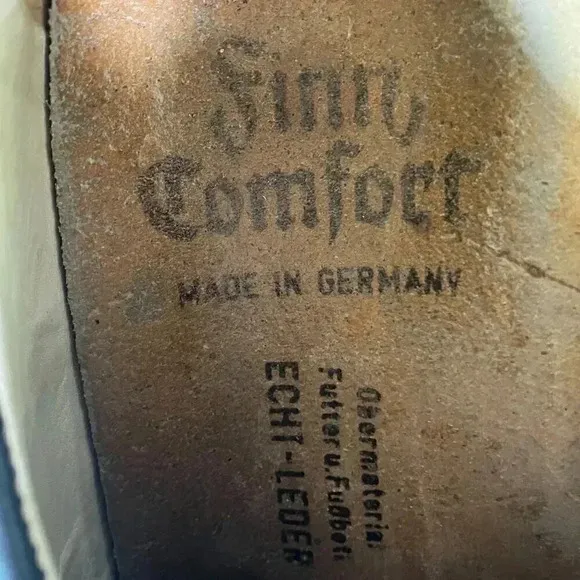 Finn
Comfort
MADE IN GERMANY
Obermaterial
Futter u. Fußbett
ECHT-LEDER